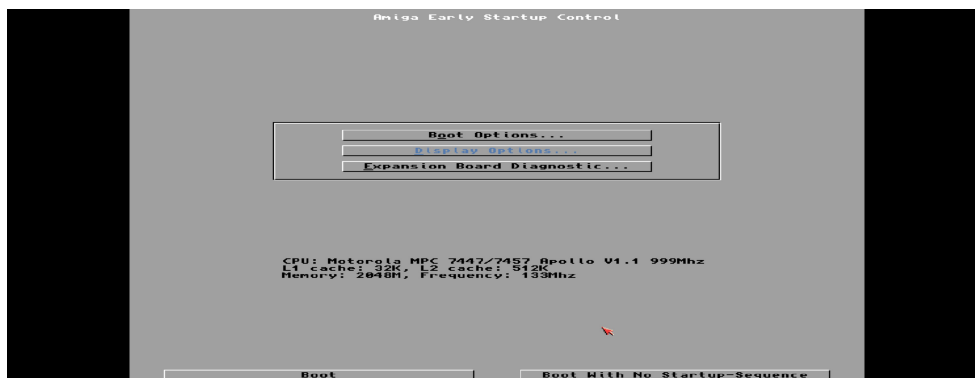 Amiga Early Startup Control
Boot Options...
Display Options...
Expansion Board Diagnostic...
CPU: Motorola MPC 7447/7457 Apollo V1.1 999Mhz
L1 cache: 32K, L2 cache: 512K
Memory: 2048M, Frequency: 133Mhz
Boot
Boot With No Startup-Sequence